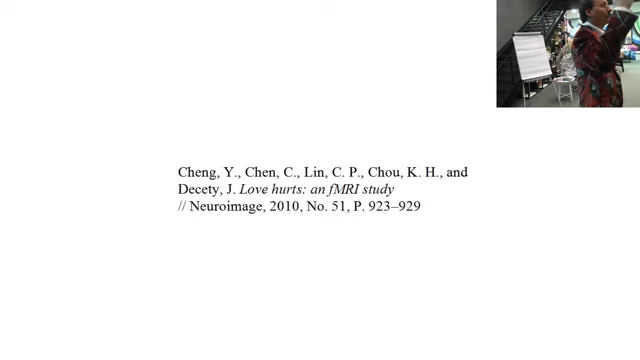 Cheng, Y., Chen, C., Lin, C. P., Chou, K. H., and
Decety, J. Love hurts: an fMRI study
// Neuroimage, 2010, No. 51, P. 923–929